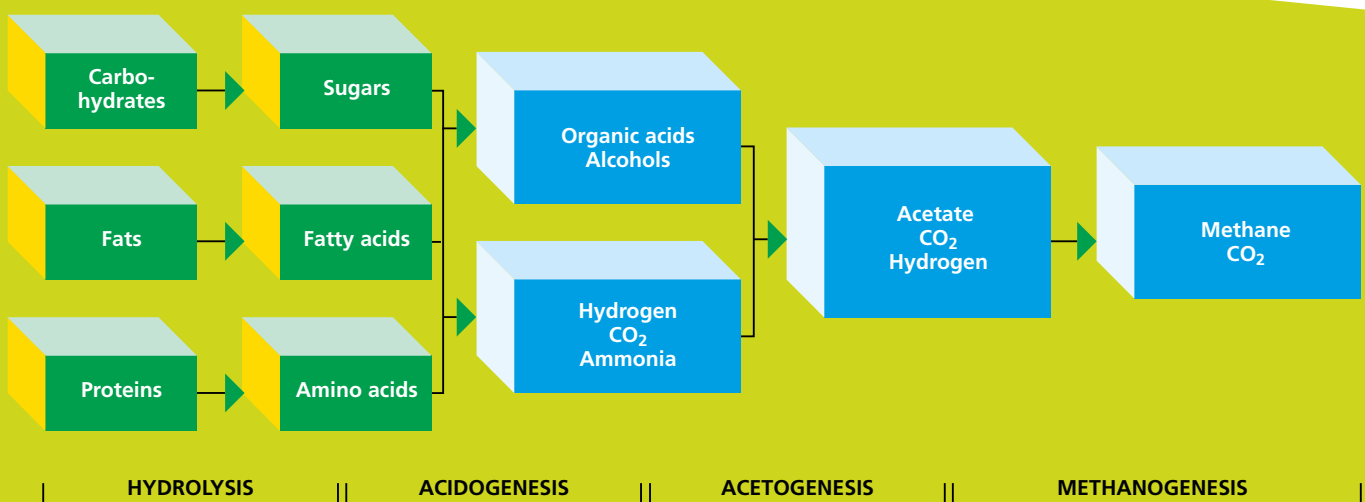 Carbo-
hydrates
Sugars
Organic acids
Alcohols
Fats
Fatty acids
Acetate
CO₂
Hydrogen
Methane
CO₂
Hydrogen
CO₂
Ammonia
Proteins
Amino acids
HYDROLYSIS
ACIDOGENESIS
ACETOGENESIS
METHANOGENESIS